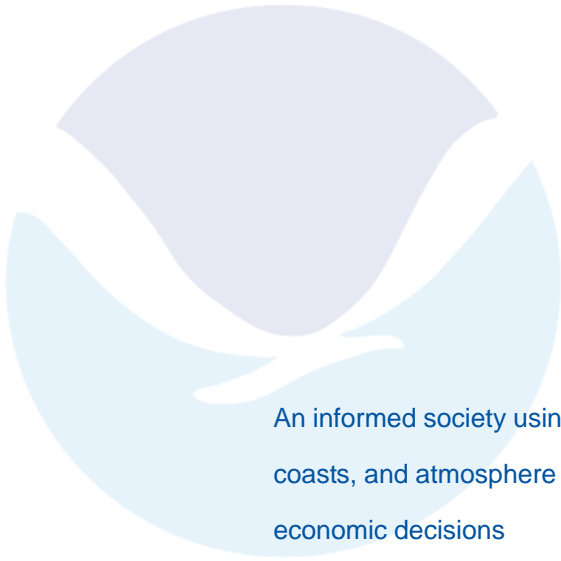 An informed society usin
coasts, and atmosphere
economic decisions